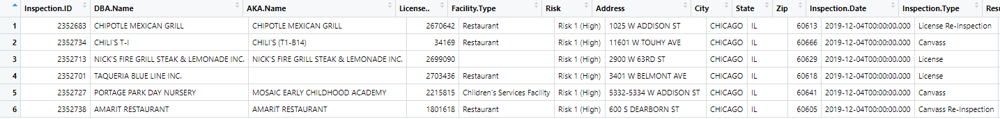 Inspection.ID DBA.Name AKA.Name License.. Facility.Type Risk Address City State Zip Inspection.Date Inspection.Type Resu
1 2352683 CHIPOTLE MEXICAN GRILL CHIPOTLE MEXICAN GRILL 2670642 Restaurant Risk 1 (High) 1025 W ADDISON ST CHICAGO IL 60613 2019-12-04T00:00:00.000 License Re-Inspection
2 2352734 CHILI'S T-I CHILI'S (T1-B14) 34169 Restaurant Risk 1 (High) 11601 W TOUHY AVE CHICAGO IL 60666 2019-12-04T00:00:00.000 Canvass
3 2352713 NICK'S FIRE GRILL STEAK & LEMONADE INC. NICK'S FIRE GRILL STEAK & LEMONADE INC. 2699090 Risk 1 (High) 2900 W 63RD ST CHICAGO IL 60629 2019-12-04T00:00:00.000 License
4 2352701 TAQUERIA BLUE LINE INC. 2703436 Restaurant Risk 1 (High) 3401 W BELMONT AVE CHICAGO IL 60618 2019-12-04T00:00:00.000 License
5 2352727 PORTAGE PARK DAY NURSERY MOSAIC EARLY CHILDHOOD ACADEMY 2215815 Children's Services Facility Risk 1 (High) 5332-5334 W ADDISON ST CHICAGO IL 60641 2019-12-04T00:00:00.000 Canvass
6 2352738 AMARIT RESTAURANT AMARIT RESTAURANT 1801618 Restaurant Risk 1 (High) 600 S DEARBORN ST CHICAGO IL 60605 2019-12-04T00:00:00.000 Canvass Re-Inspection